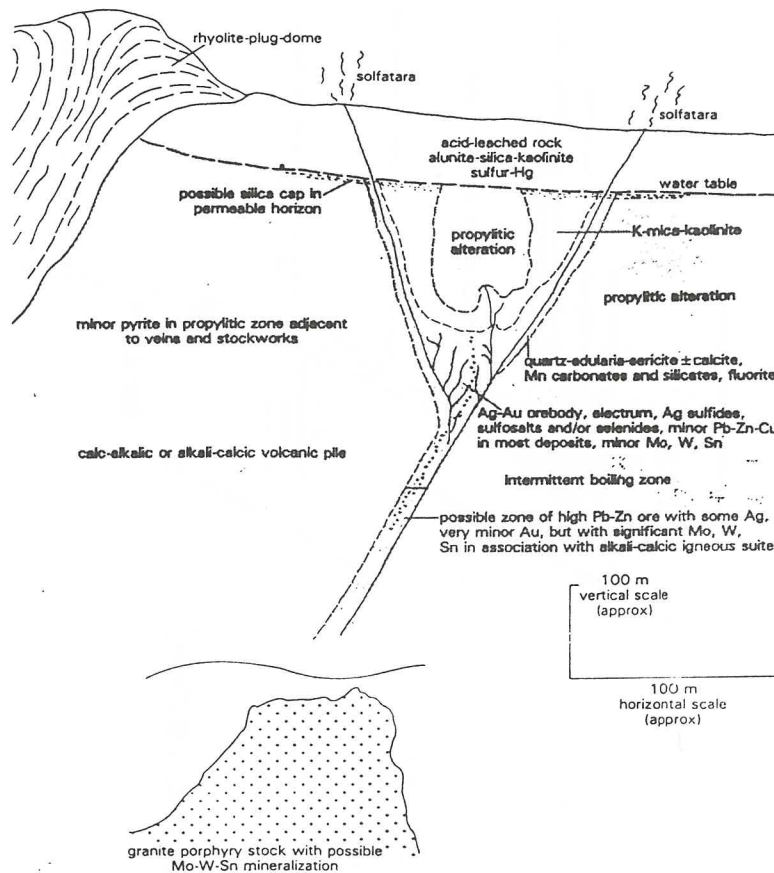 rhyolite-plug-dome
solfatara
solfatara
acid-leached rock
alunite-silica-kaolinite
sulfur-Hg
water table
possible silica cap in
permeable horizon
propylitic
alteration
K-mica-kaolinite
propylitic alteration
minor pyrite in propylitic zone adjacent
to veins and stockworks
quartz-adularia-sericite ± calcite,
Mn carbonates and silicates, fluorite
Ag-Au orebody, electrum, Ag sulfides,
sulfosalts and/or selenides, minor Pb-Zn-Cu
in most deposits, minor Mo, W, Sn
calc-alkalic or alkali-calcic volcanic pile
intermittent boiling zone
possible zone of high Pb-Zn ore with some Ag,
very minor Au, but with significant Mo, W,
Sn in association with alkali-calcic igneous suite
100 m
vertical scale
(approx)
100 m
horizontal scale
(approx)
granite porphyry stock with possible
Mo-W-Sn mineralization